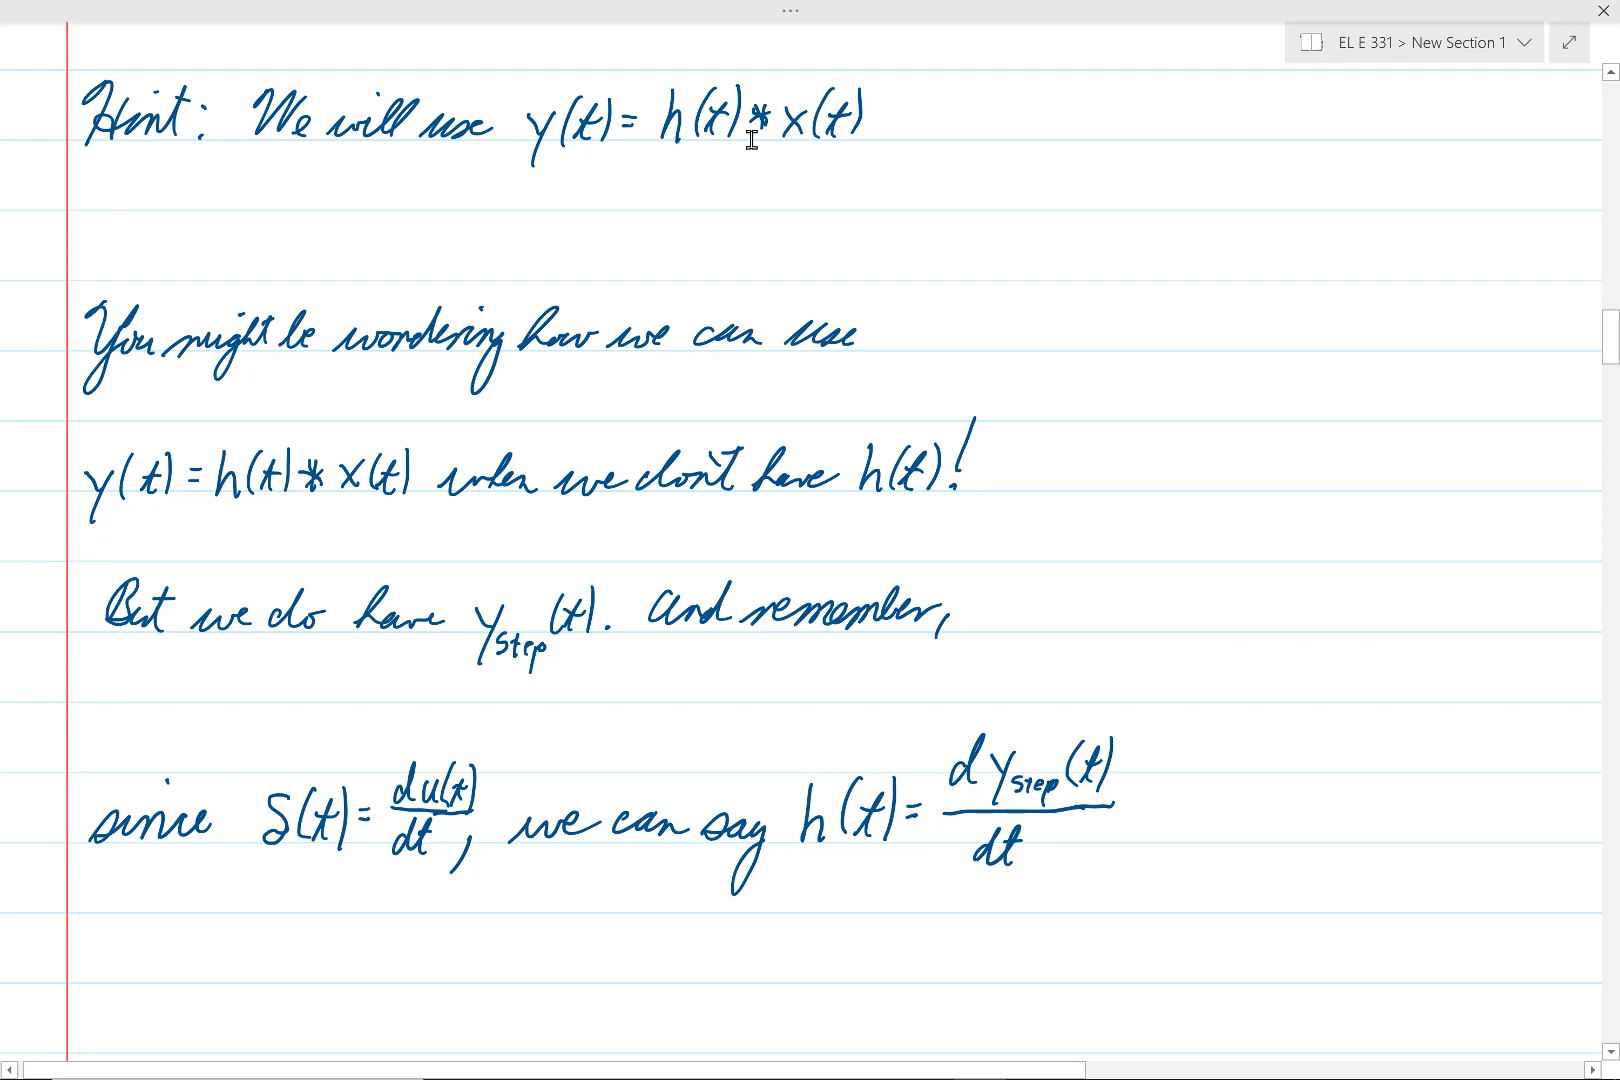 EL E 331 > New Section 1
Hint: We will use y(t) = h(t) * x(t)
You might be wondering how we can use
y(t) = h(t) * x(t) when we don't have h(t)!
But we do have y_step(t). And remember,
since δ(t) = du(t)/dt, we can say h(t) = dy_step(t)/dt